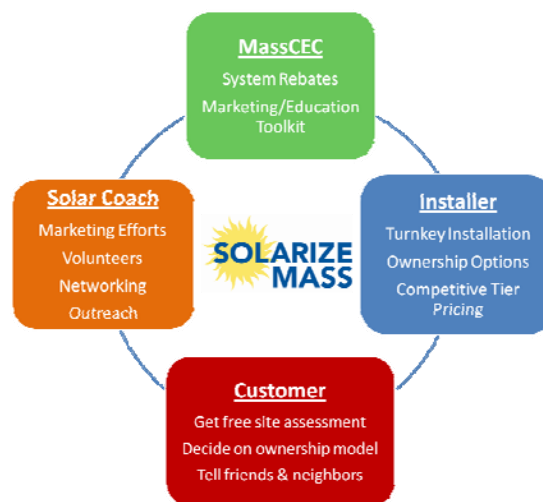 MassCEC
System Rebates
Marketing/Education
Toolkit
Solar Coach
Marketing Efforts
Volunteers
Networking
Outreach
SOLARIZE
MASS
Installer
Turnkey Installation
Ownership Options
Competitive Tier
Pricing
Customer
Get free site assessment
Decide on ownership model
Tell friends & neighbors